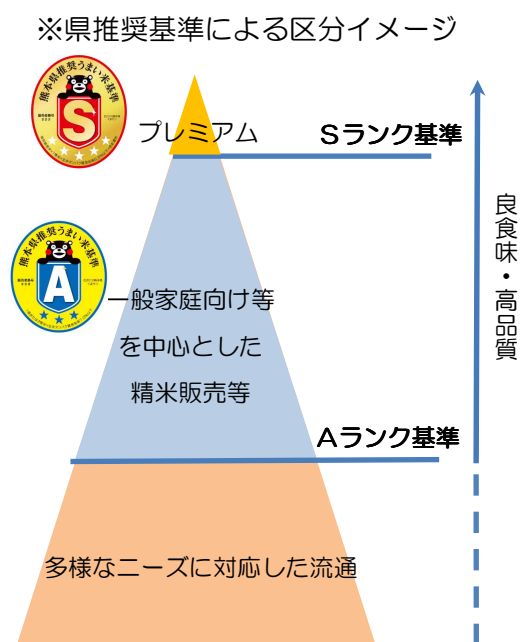 ※県推奨基準による区分イメージ
熊本県推奨うまい米基準
S
プレミアム
Sランク基準
熊本県推奨うまい米基準
A
一般家庭向け等
を中心とした
精米販売等
Aランク基準
多様なニーズに対応した流通
良食味・高品質